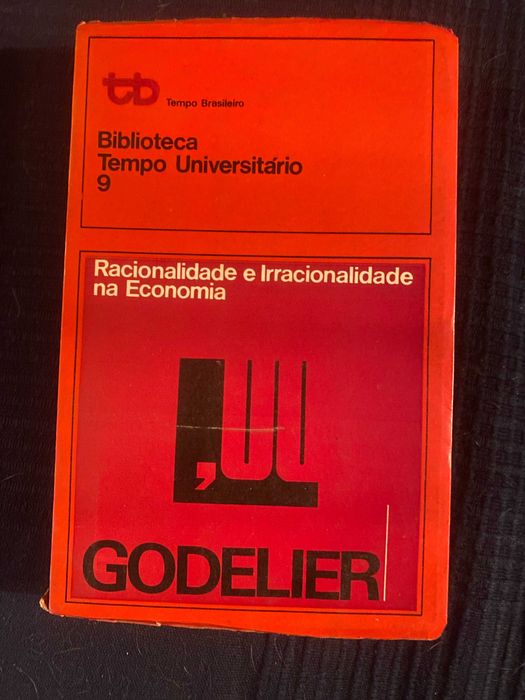 tb Tempo Brasileiro
Biblioteca
Tempo Universitário
9
Racionalidade e Irracionalidade
na Economia
GODELIER